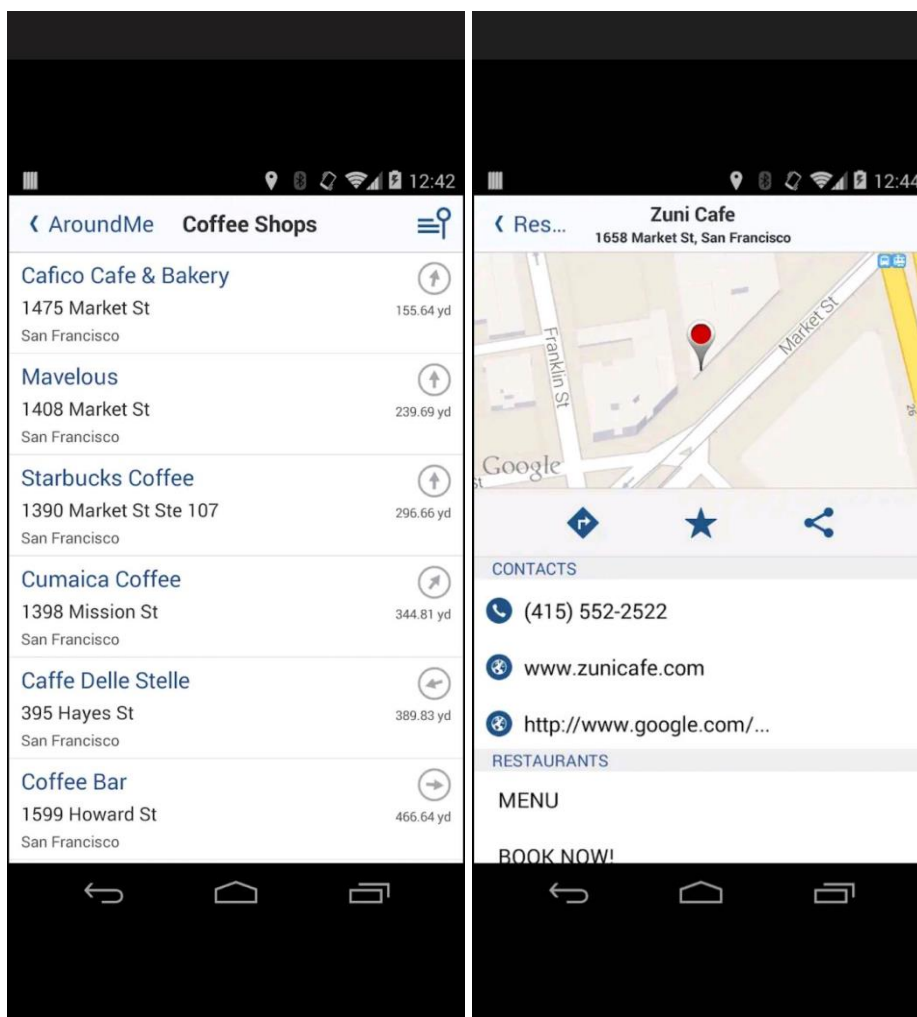 12:42
AroundMe Coffee Shops
Cafico Cafe & Bakery
1475 Market St
155.64 yd
San Francisco
Mavelous
1408 Market St
239.69 yd
San Francisco
Starbucks Coffee
1390 Market St Ste 107
296.66 yd
San Francisco
Cumaica Coffee
1398 Mission St
344.81 yd
San Francisco
Caffe Delle Stelle
395 Hayes St
389.83 yd
San Francisco
Coffee Bar
1599 Howard St
466.64 yd
San Francisco
12:44
Res...
Zuni Cafe
1658 Market St, San Francisco
Franklin St
Market St
26
Google
st
CONTACTS
(415) 552-2522
www.zunicafe.com
http://www.google.com/...
RESTAURANTS
MENU
BOOK NOW!